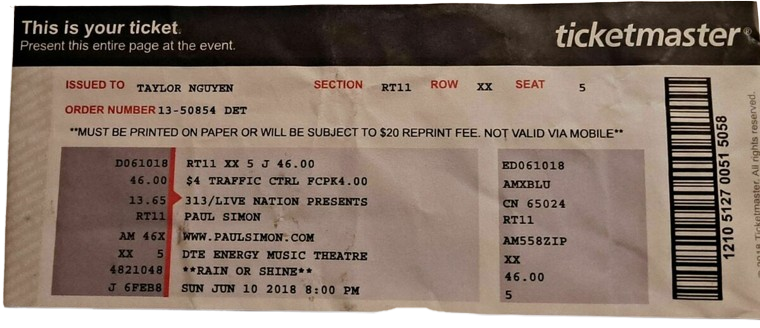 This is your ticket.
Present this entire page at the event.
ticketmaster®
ISSUED TO TAYLOR NGUYEN SECTION RT11 ROW XX SEAT 5
ORDER NUMBER 13-50854 DET
**MUST BE PRINTED ON PAPER OR WILL BE SUBJECT TO $20 REPRINT FEE. NOT VALID VIA MOBILE**
D061018 RT11 XX 5 J 46.00 ED061018
46.00 $4 TRAFFIC CTRL FCPK4.00 AMXBLU
13.65 313/LIVE NATION PRESENTS CN 65024
RT11 PAUL SIMON RT11
AM 46X WWW.PAULSIMON.COM AM558ZIP
XX 5 DTE ENERGY MUSIC THEATRE XX
4821048 **RAIN OR SHINE** 46.00
J 6FEB8 SUN JUN 10 2018 8:00 PM 5
1210 5127 0051 5058
Ticketmaster. All rights reserved.